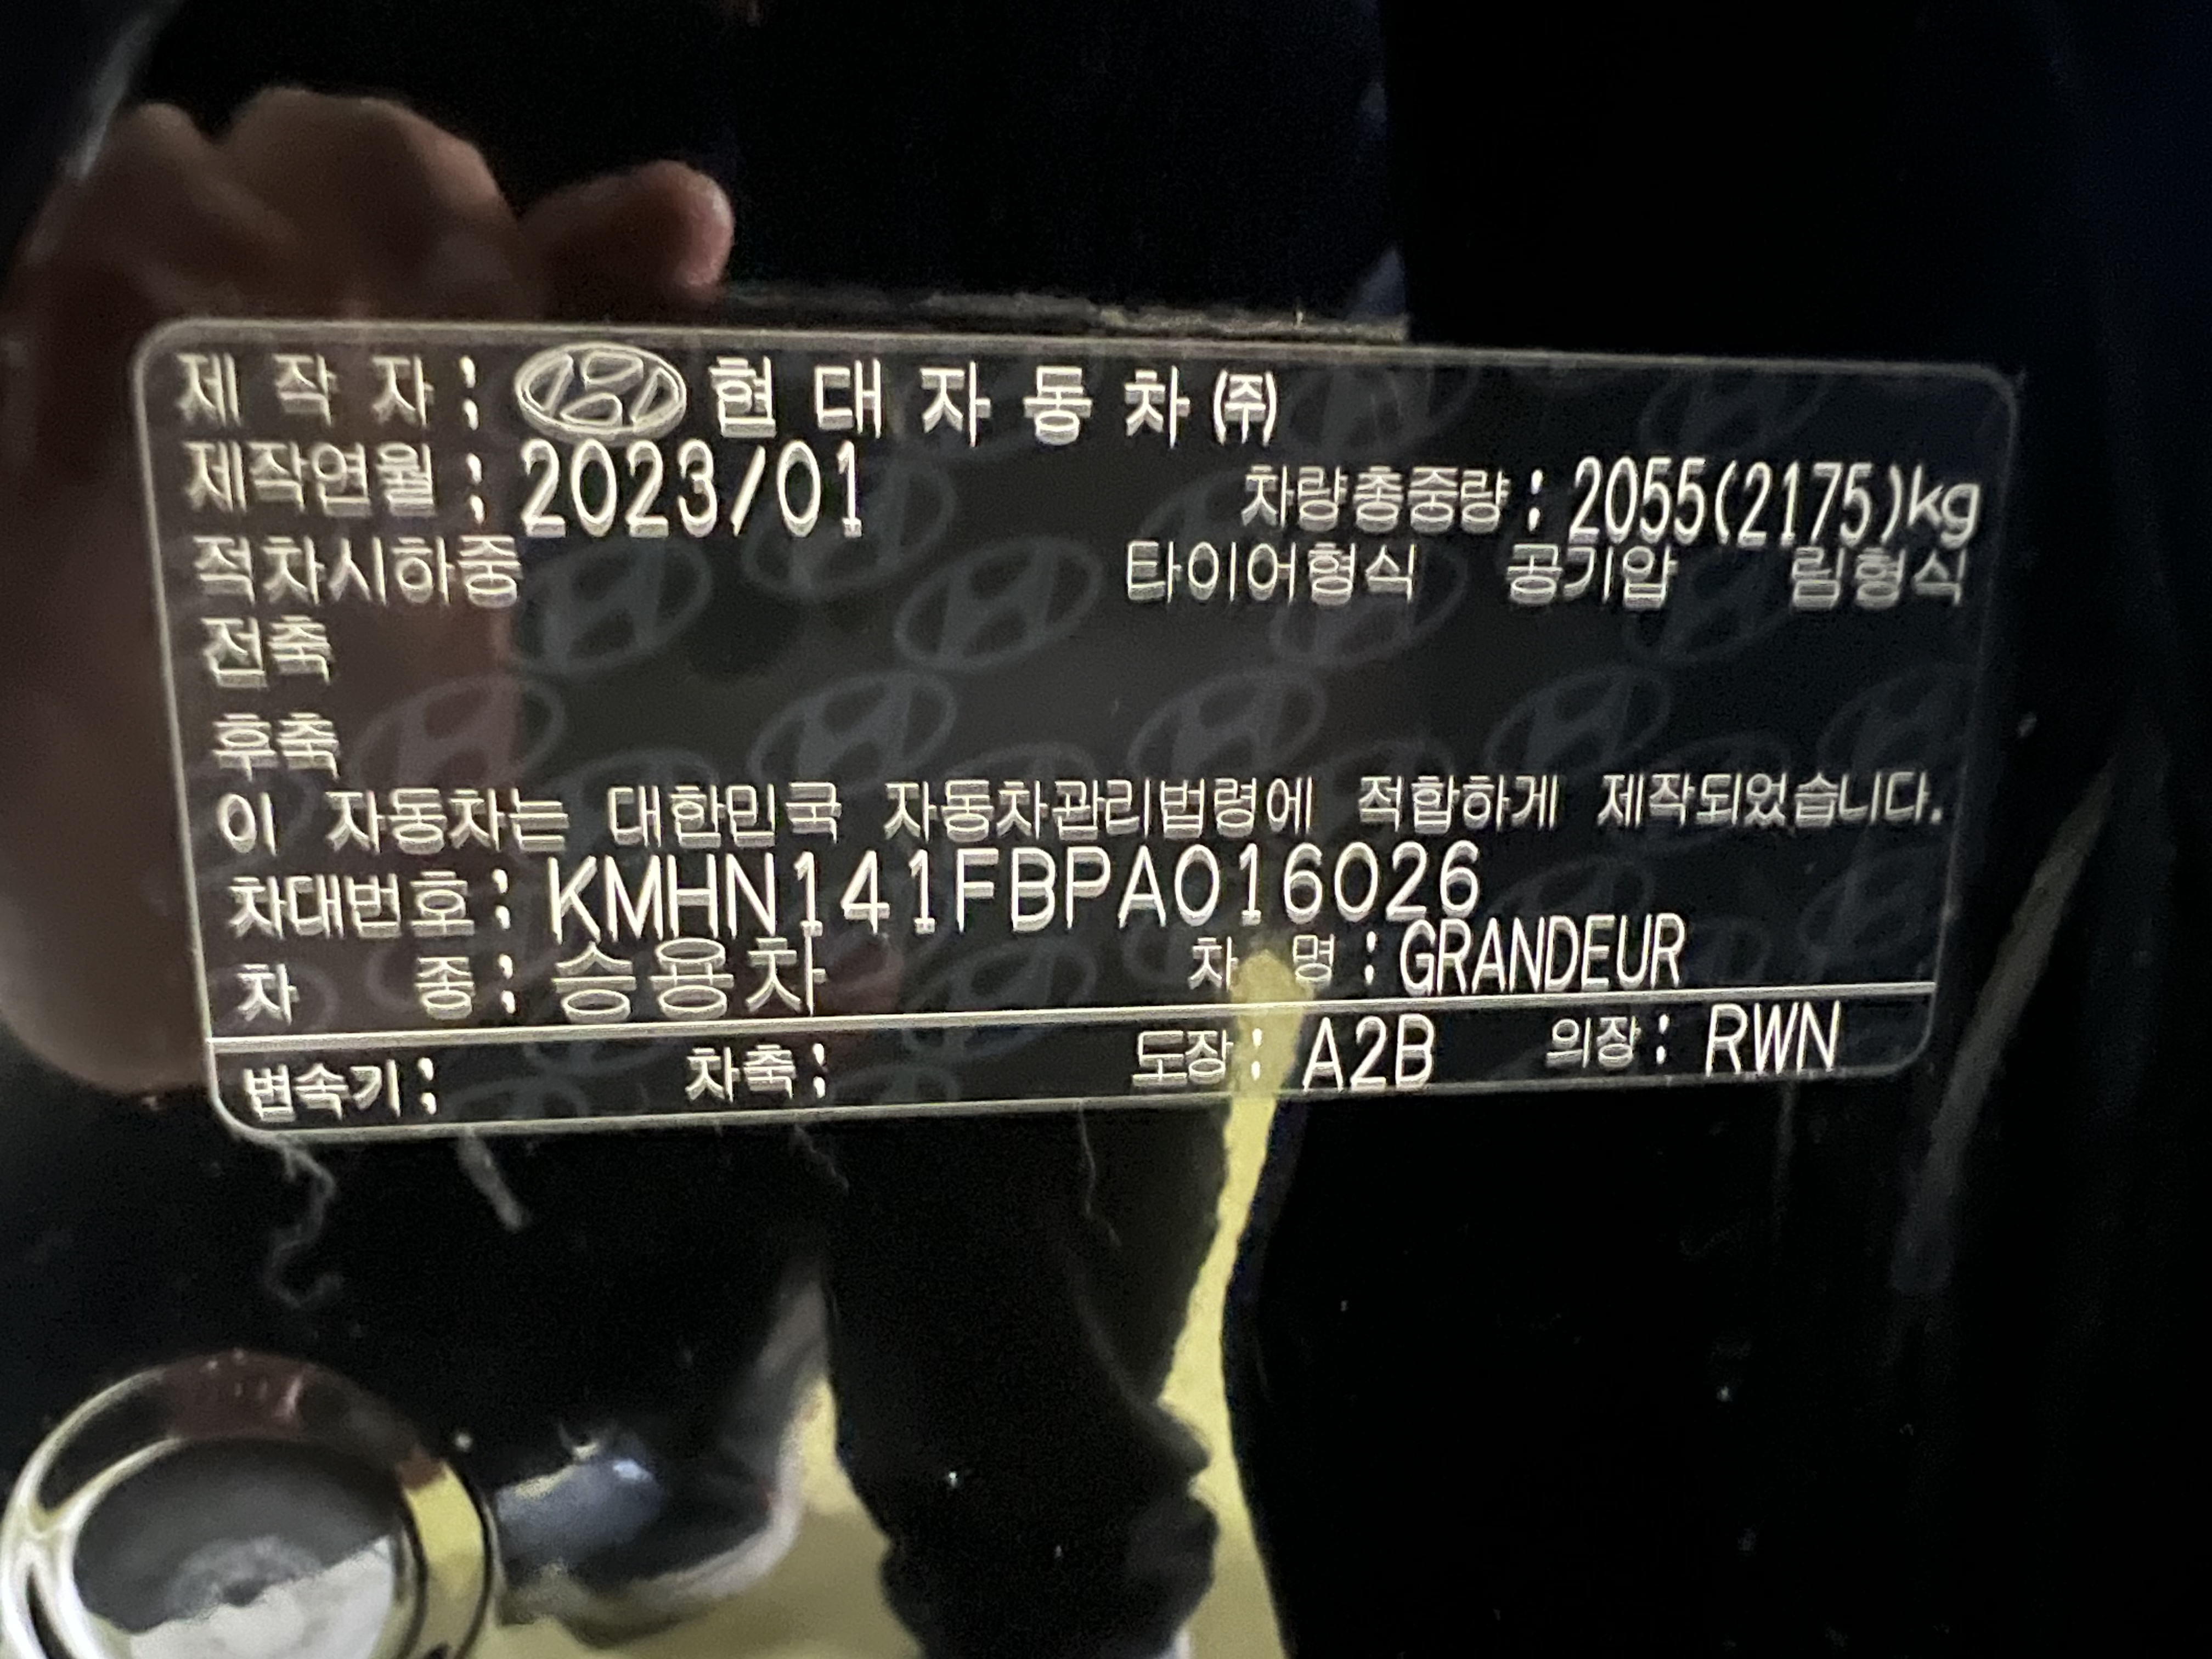 제 작 자 : 현 대 자 동 차 ㈜
제작연월 : 2023/01 차량총중량 : 2055(2175)kg
적차시하중 타이어형식 공기압 림형식
전축
후축
이 자동차는 대한민국 자동차관리법령에 적합하게 제작되었습니다.
차대번호 : KMHN141FBPA016026
차 종 : 승용차 차 명 : GRANDEUR
변속기 : 차축 : 도장 : A2B 의장 : RWN